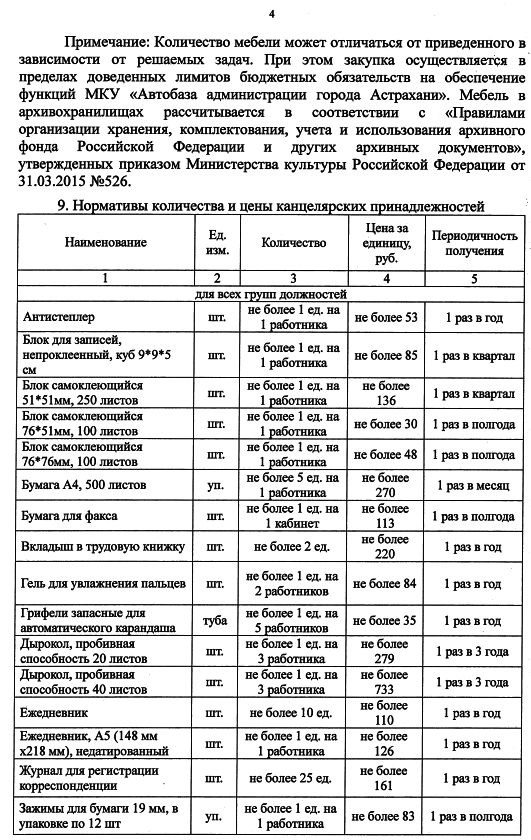 4
Примечание: Количество мебели может отличаться от приведенного в
зависимости от решаемых задач. При этом закупка осуществляется в
пределах доведенных лимитов бюджетных обязательств на обеспечение
функций МКУ «Автобаза администрации города Астрахани». Мебель в
архивохранилищах рассчитывается в соответствии с «Правилами
организации хранения, комплектования, учета и использования архивного
фонда Российской Федерации и других архивных документов»,
утвержденных приказом Министерства культуры Российской Федерации от
31.03.2015 №526.
9. Нормативы количества и цены канцелярских принадлежностей
Наименование
Ед.
изм.
Количество
Цена за
единицу,
руб.
Периодичность
получения
1 2 3 4 5
для всех групп должностей
Антистеплер
шт.
не более 1 ед. на
1 работника
не более 53
1 раз в год
Блок для записей,
непроклеенный, куб 9*9*5
см
шт.
не более 1 ед. на
1 работника
не более 85
1 раз в квартал
Блок самоклеющийся
51*51мм, 250 листов
шт.
не более 1 ед. на
1 работника
не более
136
1 раз в квартал
Блок самоклеющийся
76*51мм, 100 листов
шт.
не более 1 ед. на
1 работника
не более 30
1 раз в полгода
Блок самоклеющийся
76*76мм, 100 листов
шт.
не более 1 ед. на
1 работника
не более 48
1 раз в полгода
Бумага А4, 500 листов
уп.
не более 5 ед. на
1 работника
не более
270
1 раз в месяц
Бумага для факса
шт.
не более 1 ед. на
1 кабинет
не более
113
1 раз в полгода
Вкладыш в трудовую книжку
шт.
не более 2 ед.
не более
220
1 раз в год
Гель для увлажнения пальцев
шт.
не более 1 ед. на
2 работников
не более 84
1 раз в год
Грифели запасные для
автоматического карандаша
туба
не более 1 ед. на
5 работников
не более 35
1 раз в год
Дырокол, пробивная
способность 20 листов
шт.
не более 1 ед. на
3 работника
не более
279
1 раз в 3 года
Дырокол, пробивная
способность 40 листов
шт.
не более 1 ед. на
3 работника
не более
733
1 раз в 3 года
Ежедневник
шт.
не более 10 ед.
не более
110
1 раз в год
Ежедневник, А5 (148 мм
х218 мм), недатированный
шт.
не более 1 ед. на
1 работника
не более
126
1 раз в год
Журнал для регистрации
корреспонденции
шт.
не более 25 ед.
не более
161
1 раз в год
Зажимы для бумаги 19 мм, в
упаковке по 12 шт
уп.
не более 1 ед. на
1 работника
не более 83
1 раз в полгода